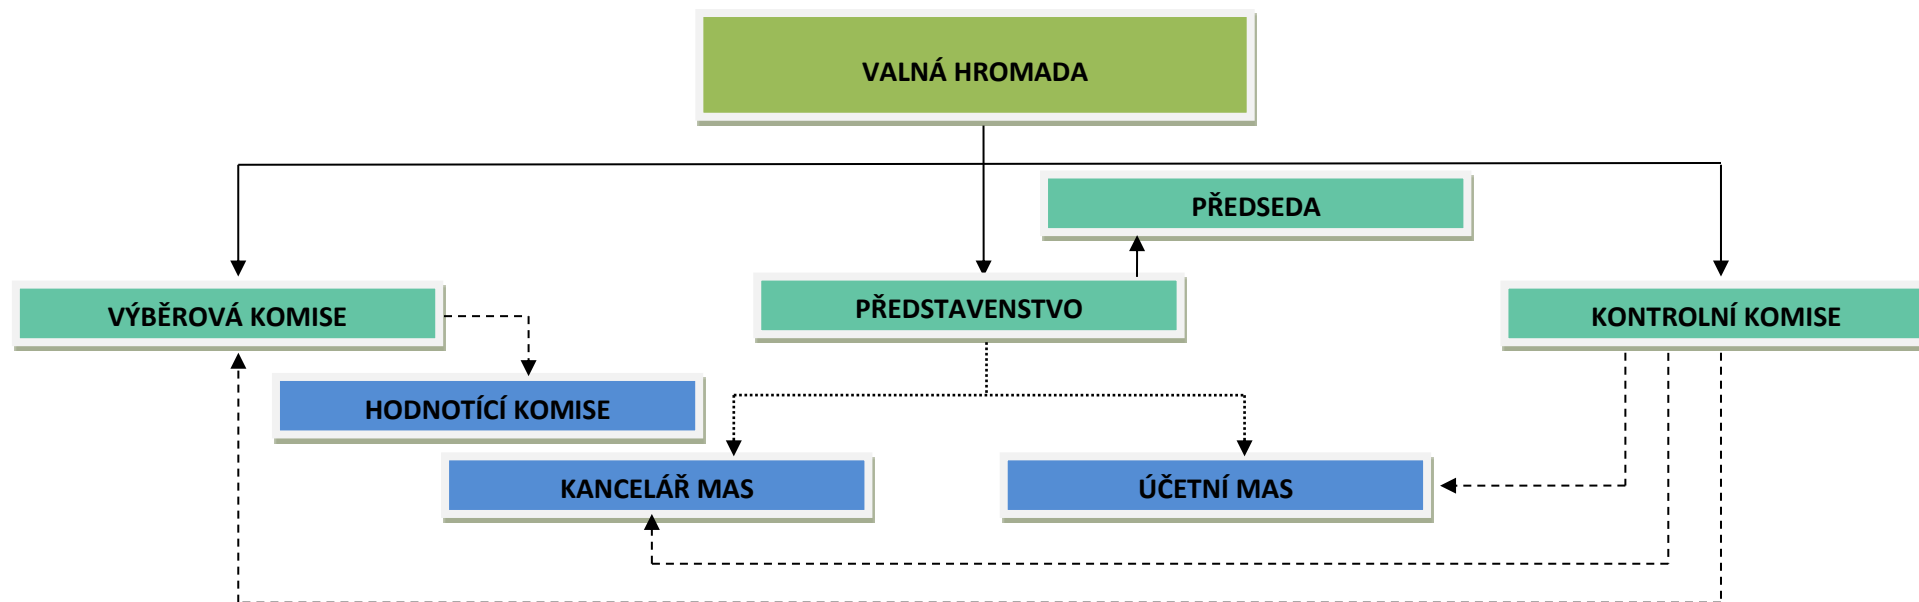 VALNÁ HROMADA
PŘEDSEDA
VÝBĚROVÁ KOMISE
PŘEDSTAVENSTVO
KONTROLNÍ KOMISE
HODNOTÍCÍ KOMISE
KANCELÁŘ MAS
ÚČETNÍ MAS